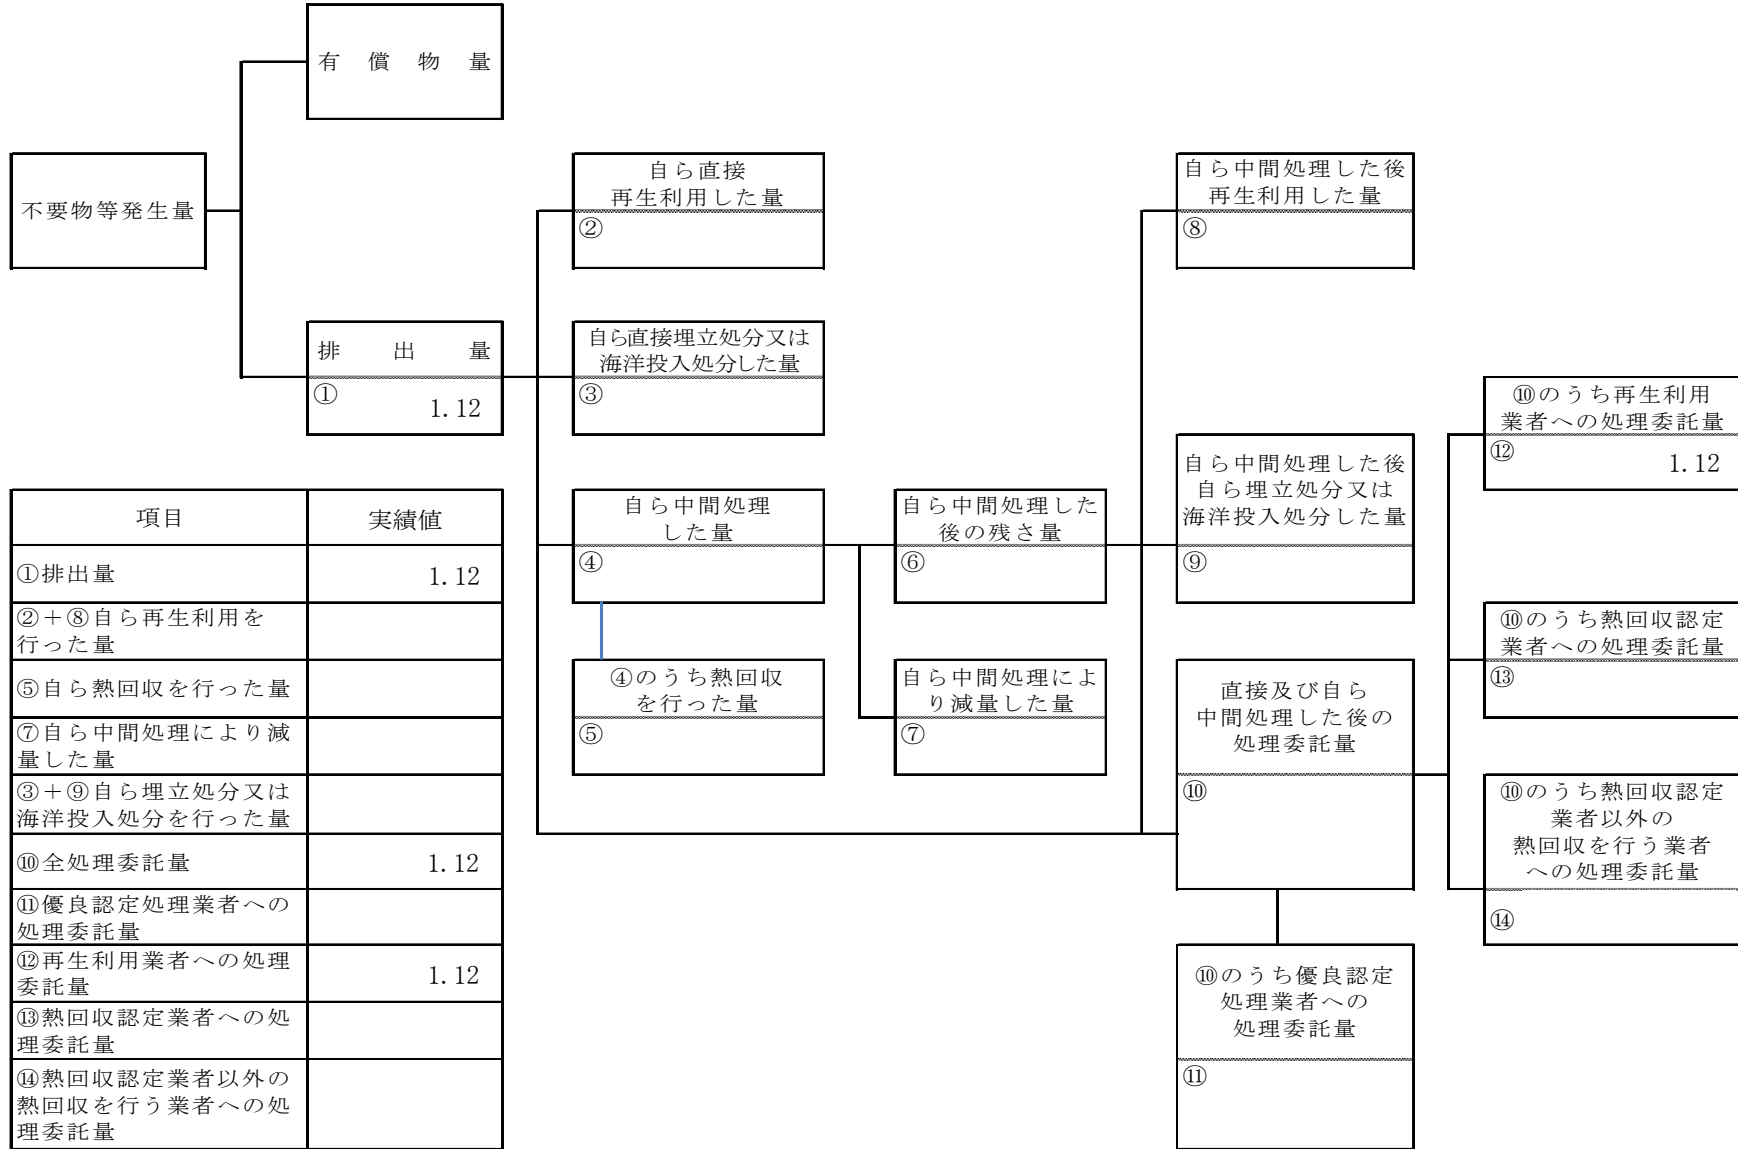 有償物量
不要物等発生量
排出量
①
1.12
自ら直接
再生利用した量
②
自ら直接埋立処分又は
海洋投入処分した量
③
自ら中間処理
した量
④
④のうち熱回収
を行った量
⑤
自ら中間処理した
後の残さ量
⑥
自ら中間処理によ
り減量した量
⑦
自ら中間処理した後
再生利用した量
⑧
自ら中間処理した後
自ら埋立処分又は
海洋投入処分した量
⑨
直接及び自ら
中間処理した後の
処理委託量
⑩
⑩のうち優良認定
処理業者への
処理委託量
⑪
⑩のうち再生利用
業者への処理委託量
⑫
1.12
⑩のうち熱回収認定
業者への処理委託量
⑬
⑩のうち熱回収認定
業者以外の
熱回収を行う業者
への処理委託量
⑭
項目 実績値
①排出量 1.12
②+⑧自ら再生利用を
行った量
⑤自ら熱回収を行った量
⑦自ら中間処理により減
量した量
③+⑨自ら埋立処分又は
海洋投入処分を行った量
⑩全処理委託量 1.12
⑪優良認定処理業者への
処理委託量
⑫再生利用業者への処理
委託量 1.12
⑬熱回収認定業者への処
理委託量
⑭熱回収認定業者以外の
熱回収を行う業者への処
理委託量